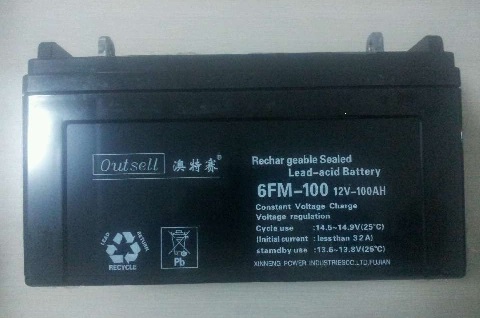 Outsell 澳特赛®
Rechar geable Sealed
Lead-acid Battery
6FM-100 12V-100AH
Constant Voltage Charge
Voltage regulation
Cycle use : 14.5~14.9V(25°C)
(Initial current : less than 32A)
standby use : 13.6~13.8V(25°C)
XINNENG POWER INDUSTRIESCO.,LTD,FUJIAN
LEAD RETURN
RECYCLE
Pb